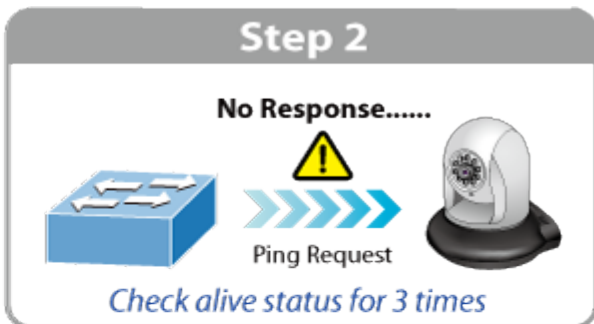 Step 2
No Response......
Ping Request
Check alive status for 3 times